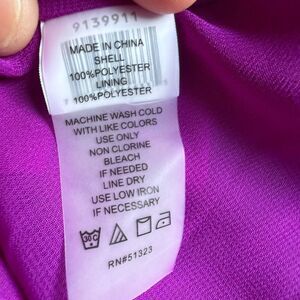 9139911
MADE IN CHINA
SHELL
100%POLYESTER
LINING
100%POLYESTER
MACHINE WASH COLD
WITH LIKE COLORS
USE ONLY
NON CLORINE
BLEACH
IF NEEDED
LINE DRY
USE LOW IRON
IF NECESSARY
30C
RN#51323